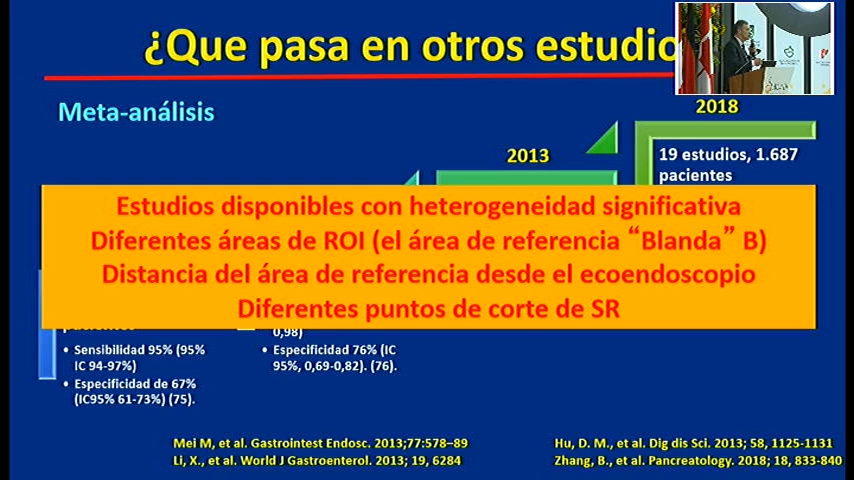 ¿Que pasa en otros estudio
Meta-análisis
2018
2013
19 estudios, 1.687
pacientes
Estudios disponibles con heterogeneidad significativa
Diferentes áreas de ROI (el área de referencia “Blanda” B)
Distancia del área de referencia desde el ecoendoscopio
Diferentes puntos de corte de SR
0,98)
• Sensibilidad 95% (95%
IC 94-97%)
• Especificidad de 67%
(IC95% 61-73%) (75).
• Especificidad 76% (IC
95%, 0,69-0,82). (76).
Mei M, et al. Gastrointest Endosc. 2013;77:578–89
Li, X., et al. World J Gastroenterol. 2013; 19, 6284
Hu, D. M., et al. Dig dis Sci. 2013; 58, 1125-1131
Zhang, B., et al. Pancreatology. 2018; 18, 833-840